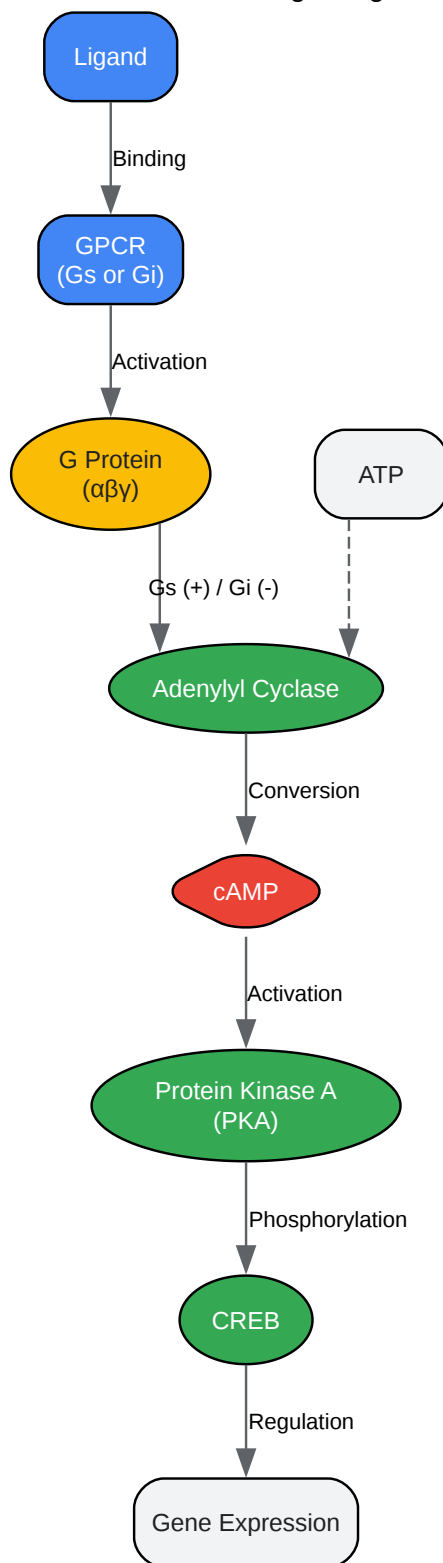 Ligand
Binding
GPCR
(Gs or Gi)
Activation
G Protein
(αβγ)
ATP
Gs (+) / Gi (-)
Adenylyl Cyclase
Conversion
cAMP
Activation
Protein Kinase A
(PKA)
Phosphorylation
CREB
Regulation
Gene Expression